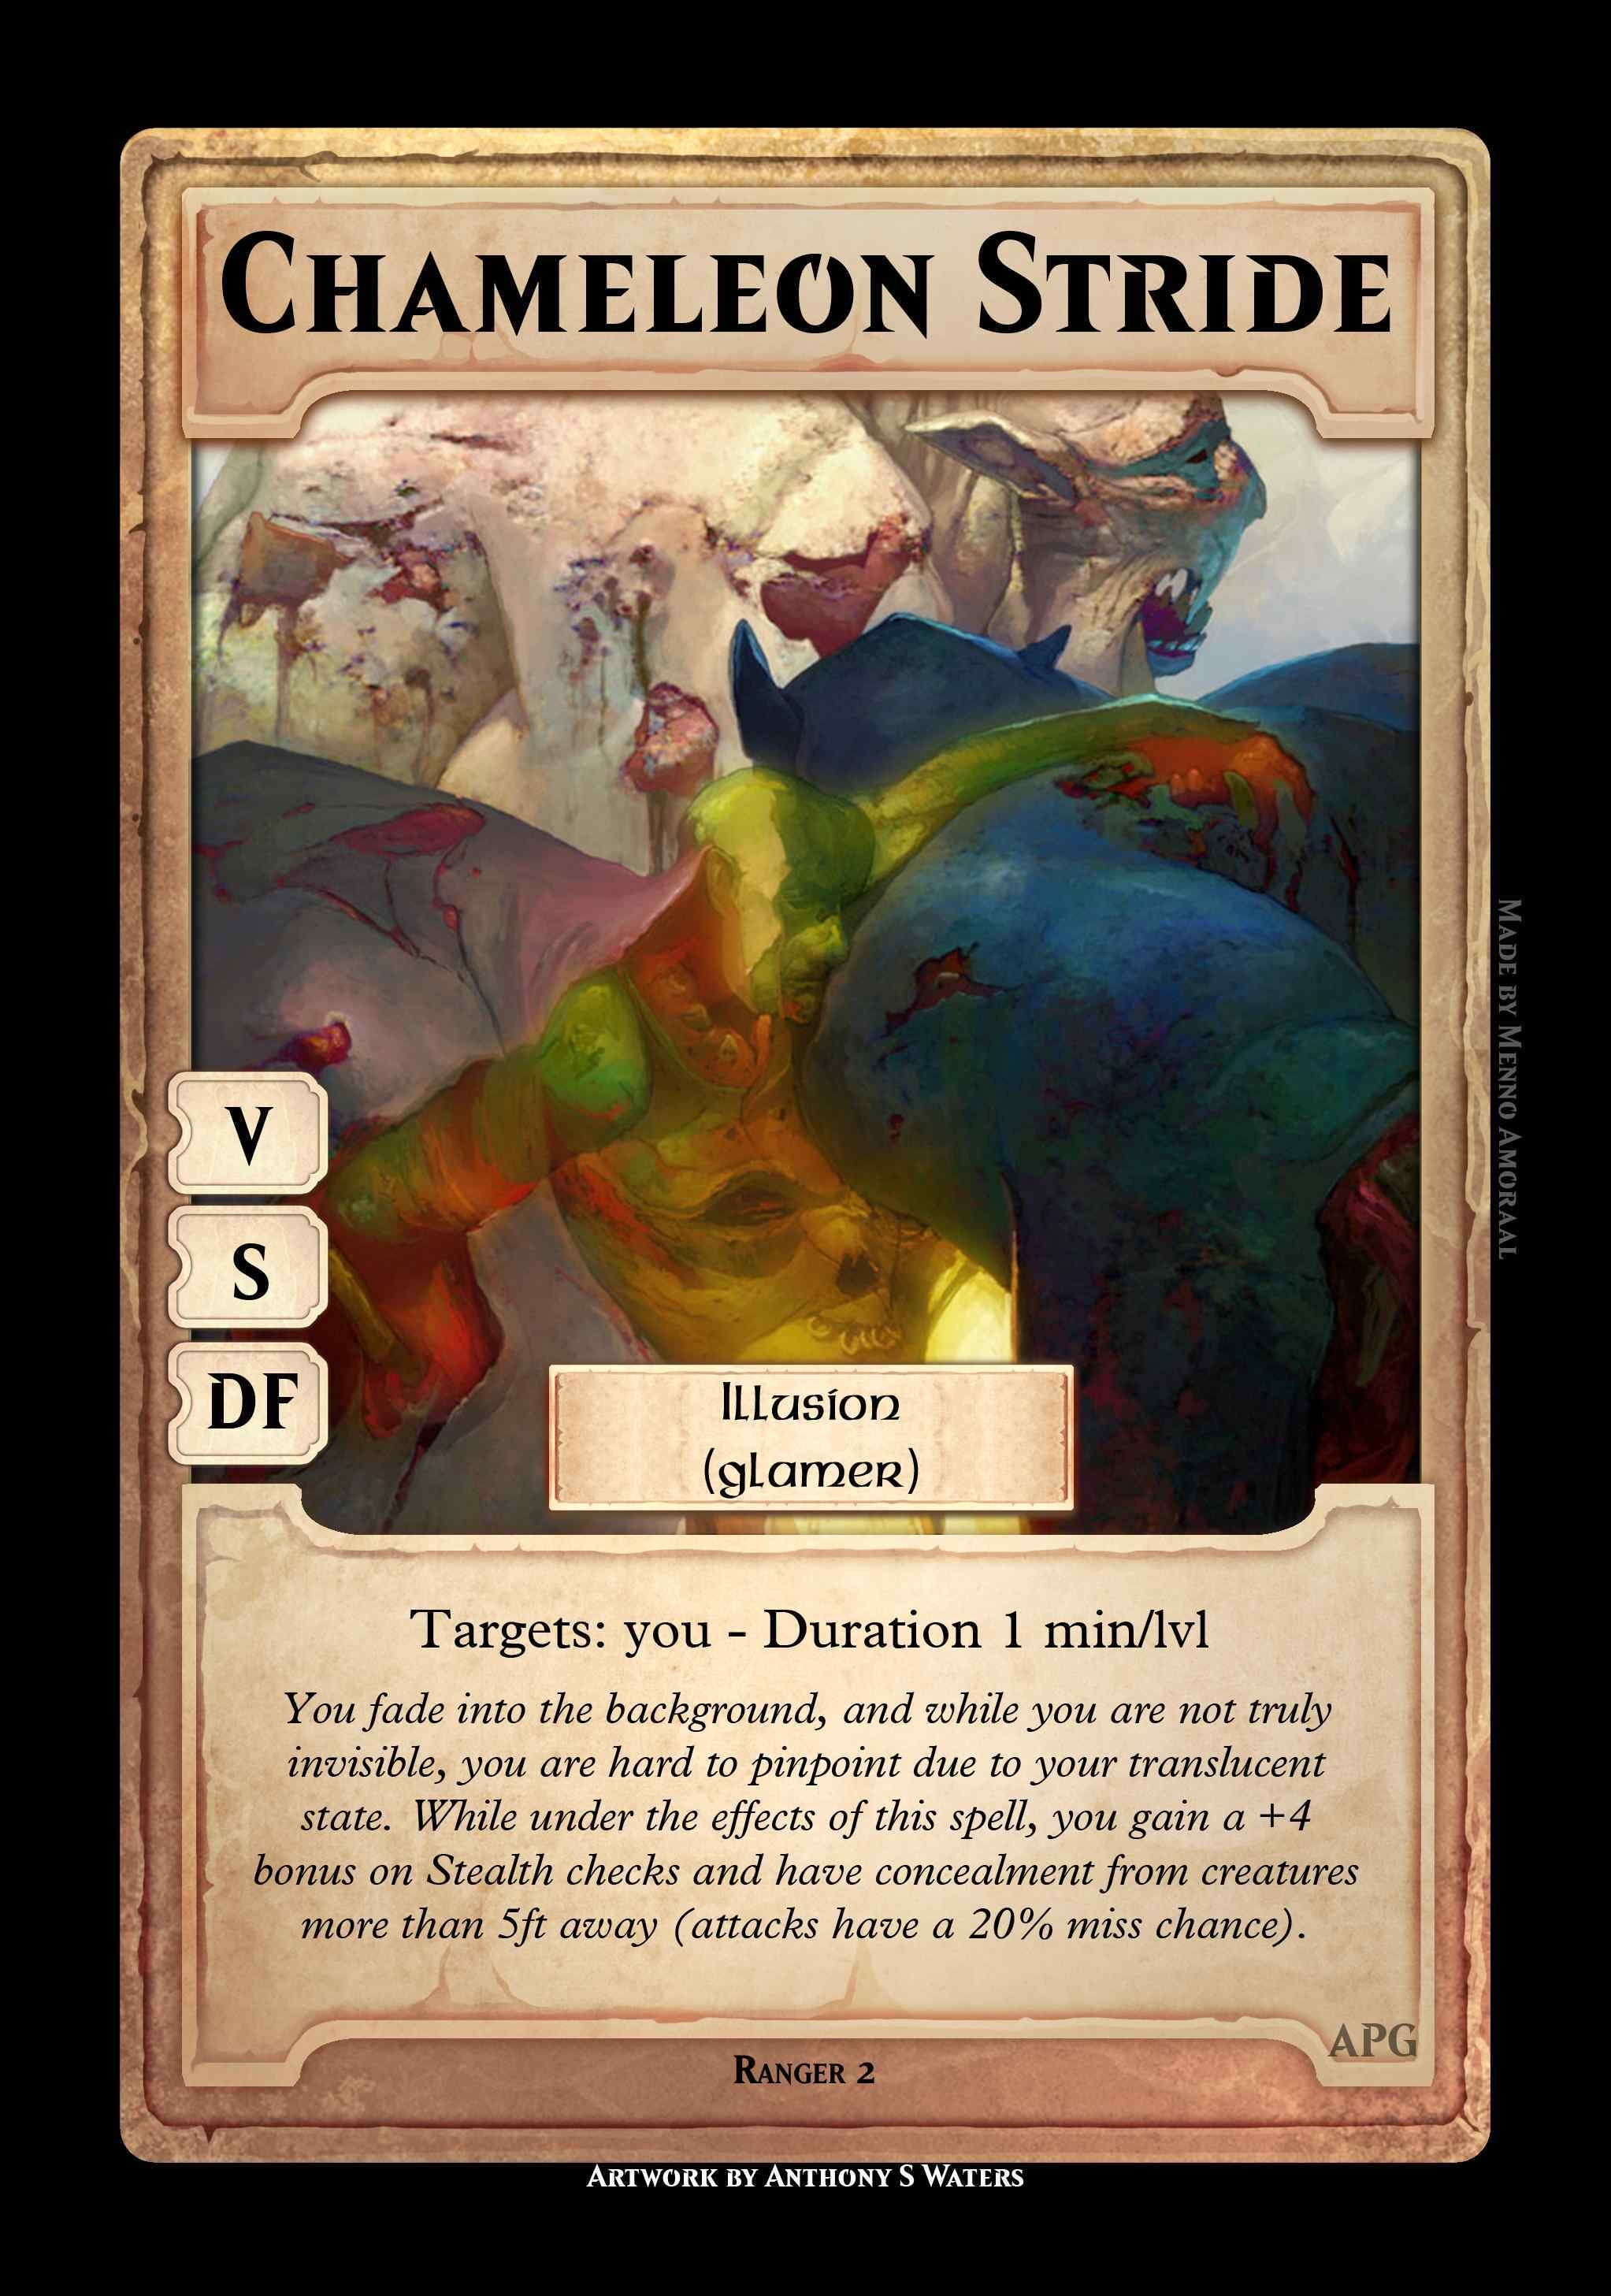 Chameleon Stride
V
S
DF
Illusion
(glamer)
Targets: you - Duration 1 min/lvl
You fade into the background, and while you are not truly
invisible, you are hard to pinpoint due to your translucent
state. While under the effects of this spell, you gain a +4
bonus on Stealth checks and have concealment from creatures
more than 5ft away (attacks have a 20% miss chance).
APG
Ranger 2
Artwork by Anthony S Waters
Made by Menno Amoraal